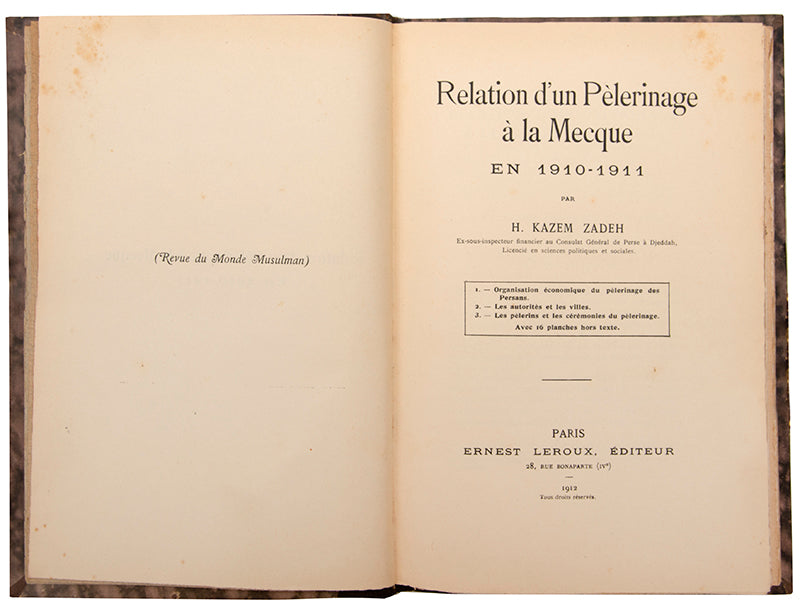 (Revue du Monde Musulman)
Relation d'un Pèlerinage
à la Mecque
EN 1910-1911
PAR
H. KAZEM ZADEH
Ex-sous-inspecteur financier au Consulat Général de Perse à Djeddah,
Licencié en sciences politiques et sociales.
1. — Organisation économique du pèlerinage des
Persans.
2. — Les autorités et les villes.
3. — Les pèlerins et les cérémonies du pèlerinage.
Avec 16 planches hors texte.
PARIS
ERNEST LEROUX, ÉDITEUR
28, RUE BONAPARTE (IVe)
1912
Tous droits réservés.